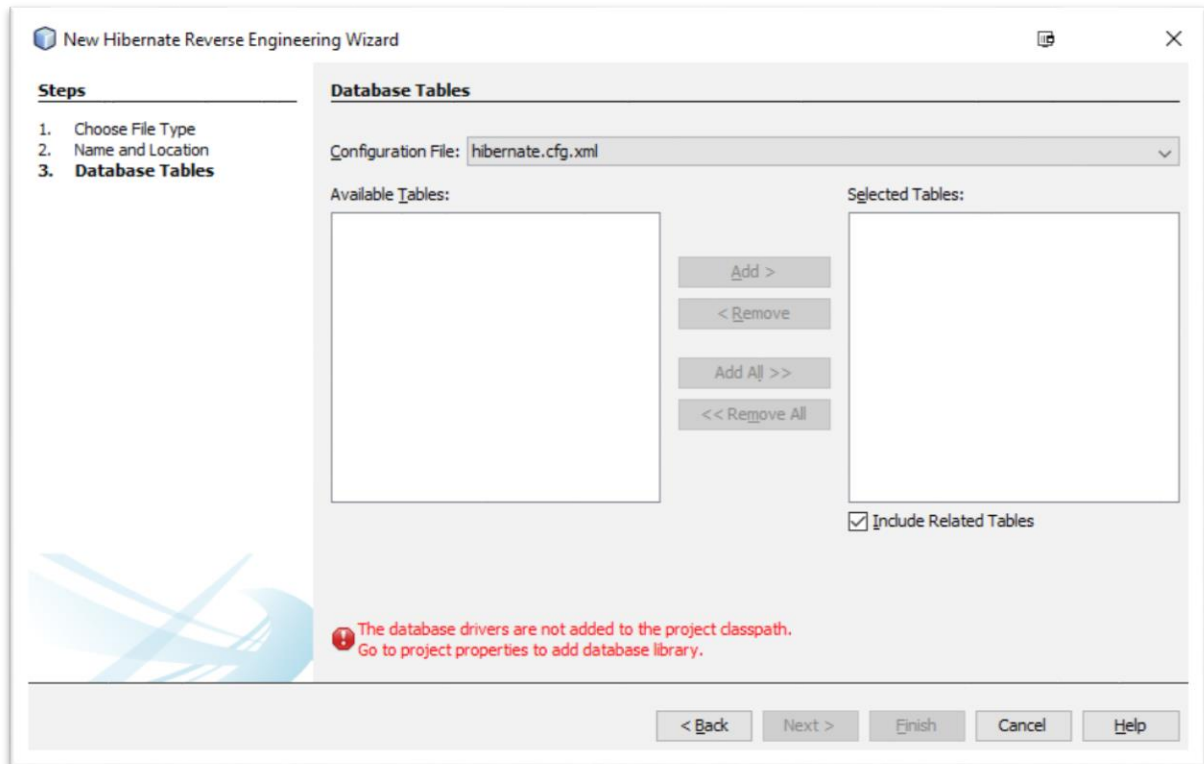 New Hibernate Reverse Engineering Wizard
Steps
1. Choose File Type
2. Name and Location
3. Database Tables
Database Tables
Configuration File: hibernate.cfg.xml
Available Tables:
Selected Tables:
Add >
< Remove
Add All >>
<< Remove All
Include Related Tables
The database drivers are not added to the project classpath.
Go to project properties to add database library.
< Back
Next >
Finish
Cancel
Help